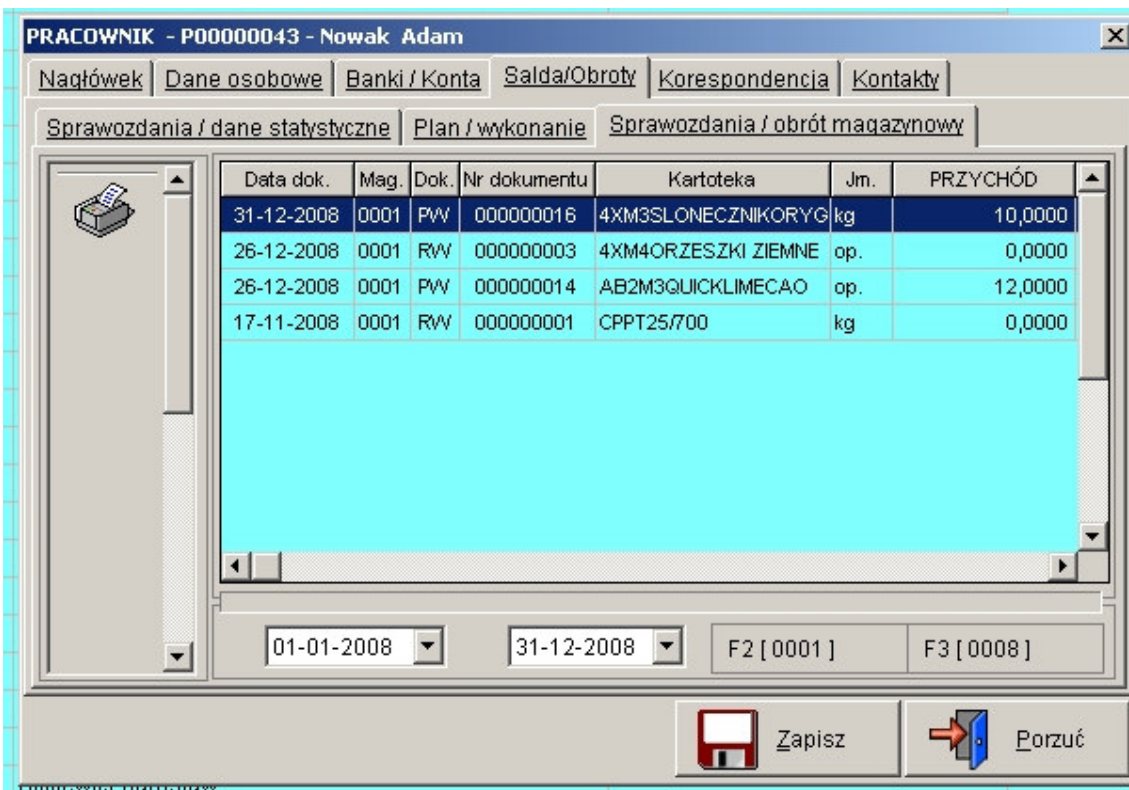 PRACOWNIK - P00000043 - Nowak Adam
Nagłówek Dane osobowe Banki / Konta Salda/Obroty Korespondencja Kontakty
Sprawozdania / dane statystyczne Plan / wykonanie Sprawozdania / obrót magazynowy
Data dok. Mag. Dok. Nr dokumentu Kartoteka Jm. PRZYCHÓD
31-12-2008 0001 PW 000000016 4XM3SLONECZNIKORYG kg 10,0000
26-12-2008 0001 RW 000000003 4XM4ORZESZKI ZIEMNE op. 0,0000
26-12-2008 0001 PW 000000014 AB2M3QUICKLIMECAO op. 12,0000
17-11-2008 0001 RW 000000001 CPPT25/700 kg 0,0000
01-01-2008 31-12-2008 F2 [ 0001 ] F3 [ 0008 ]
Zapisz Porzuć